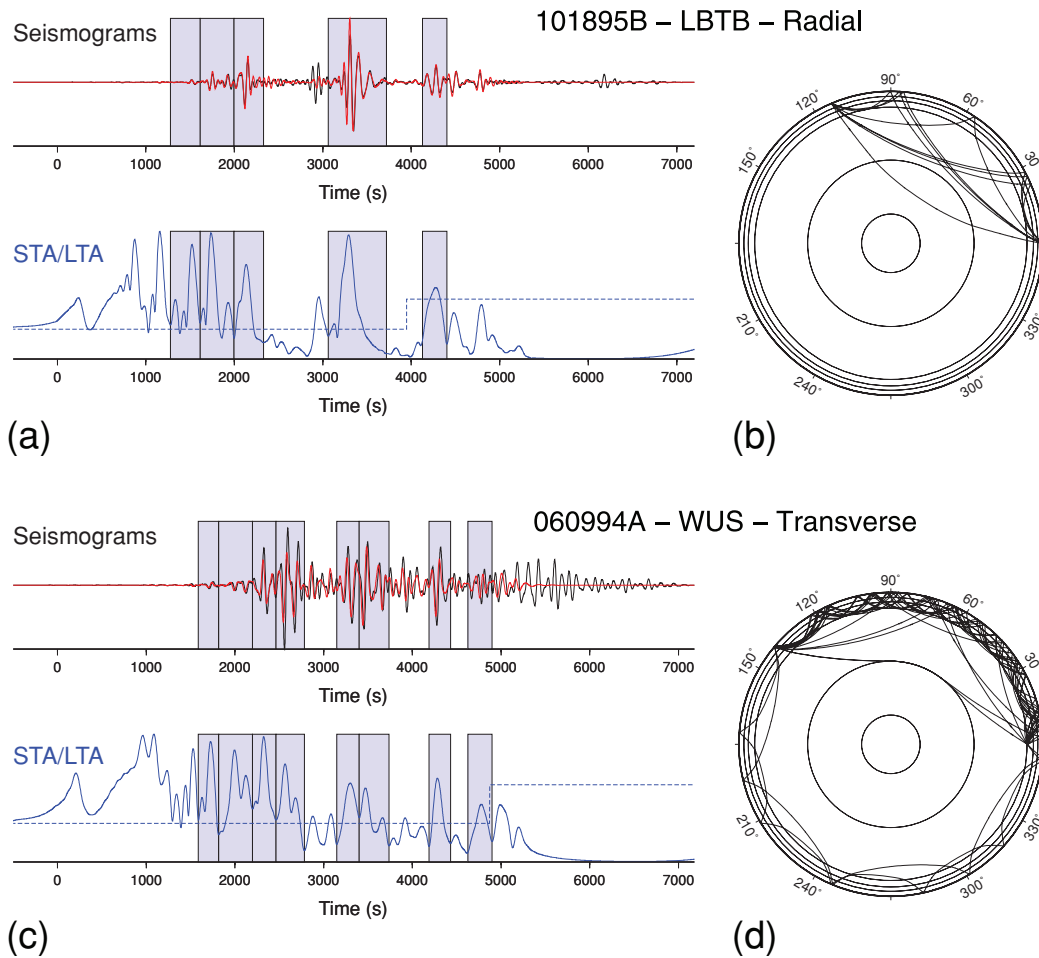 101895B – LBTB – Radial
Seismograms
0 1000 2000 3000 4000 5000 6000 7000
Time (s)
STA/LTA
0 1000 2000 3000 4000 5000 6000 7000
Time (s)
(a)
90˚
120˚ 60˚
150˚ 30˚
210˚ 330˚
240˚ 300˚
(b)
060994A – WUS – Transverse
Seismograms
0 1000 2000 3000 4000 5000 6000 7000
Time (s)
STA/LTA
0 1000 2000 3000 4000 5000 6000 7000
Time (s)
(c)
90˚
120˚ 60˚
150˚ 30
210˚ 330˚
240˚ 300˚
(d)